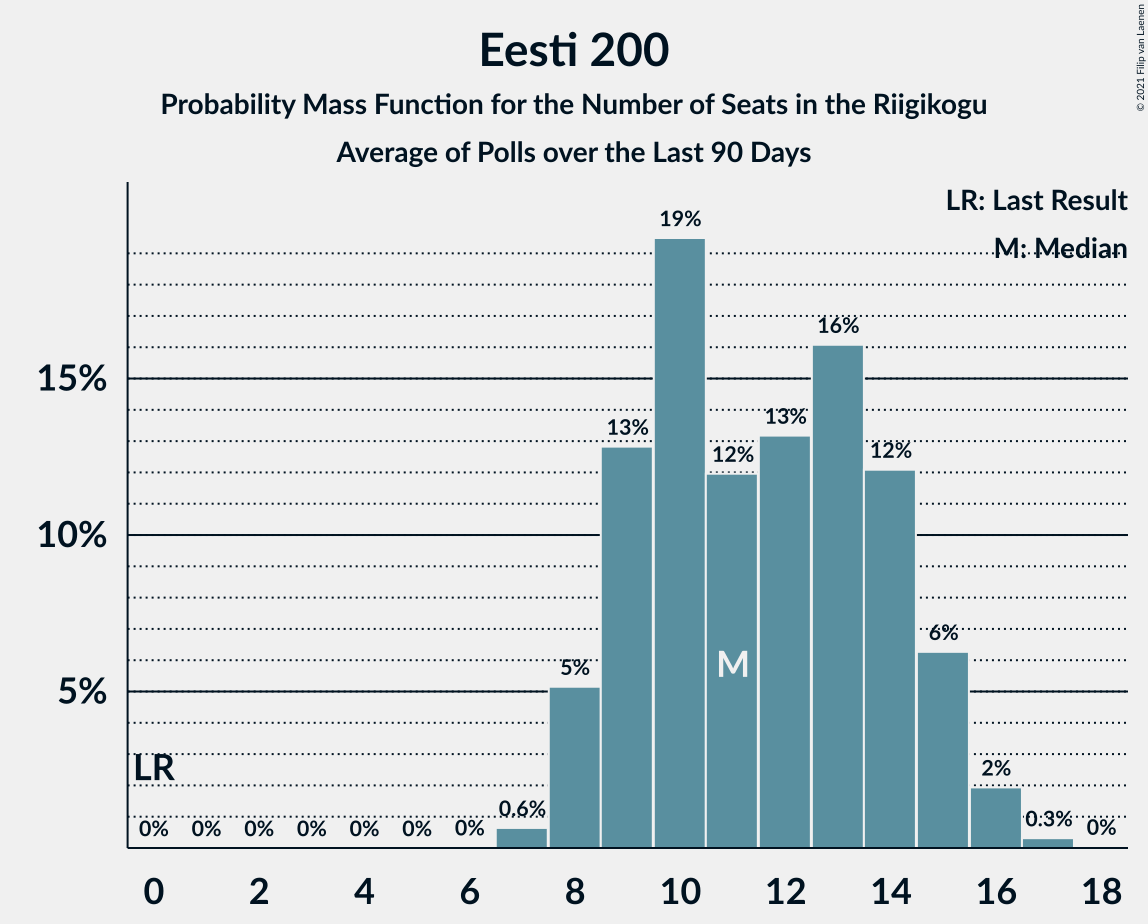 © 2021 Filip van Laenen
Eesti 200
Probability Mass Function for the Number of Seats in the Riigikogu
Average of Polls over the Last 90 Days
LR: Last Result
M: Median
19%
16%
15%
13%
13%
12%
12%
10%
6%
M
5%
5%
LR
2%
0.6%
0.3%
0% 0% 0% 0% 0% 0% 0% 0%
0 2 4 6 8 10 12 14 16 18